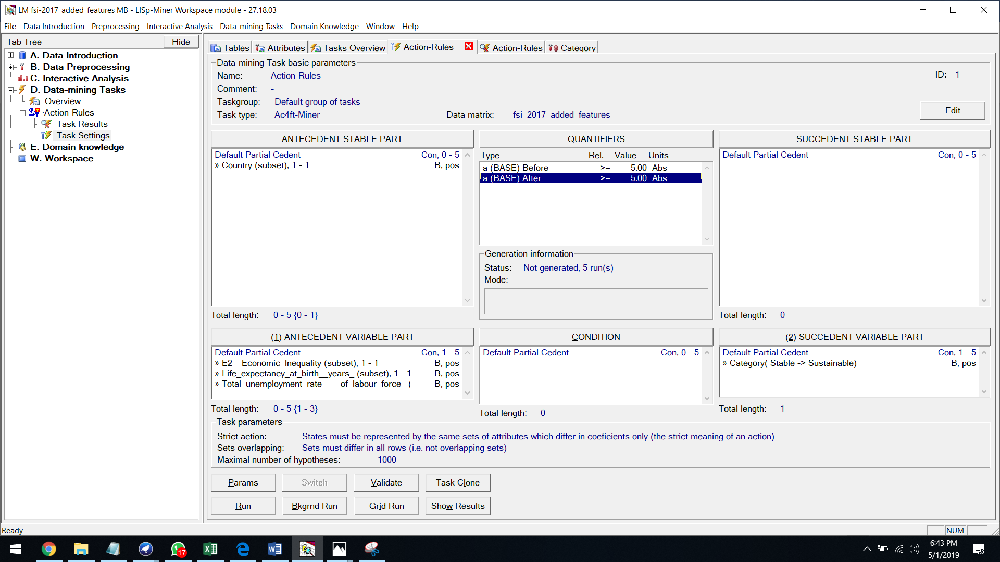 LM fsi-2017_added_features MB - LISp-Miner Workspace module - 27.18.03
File Data Introduction Preprocessing Interactive Analysis Data-mining Tasks Domain Knowledge Window Help
Tab Tree Hide
A. Data Introduction
B. Data Preprocessing
C. Interactive Analysis
D. Data-mining Tasks
Overview
Action-Rules
Task Results
Task Settings
E. Domain knowledge
W. Workspace
Tables Attributes Tasks Overview Action-Rules Action-Rules Category
Data-mining Task basic parameters
Name: Action-Rules ID: 1
Comment: -
Taskgroup: Default group of tasks
Task type: Ac4ft-Miner Data matrix: fsi_2017_added_features Edit
ANTECEDENT STABLE PART
Default Partial Cedent Con, 0 - 5
» Country (subset), 1 - 1 B, pos
Total length: 0 - 5 {0 - 1}
QUANTIFIERS
Type Rel. Value Units
a (BASE) Before >= 5.00 Abs
a (BASE) After >= 5.00 Abs
Generation information
Status: Not generated, 5 run(s)
Mode: -
-
SUCCEDENT STABLE PART
Default Partial Cedent Con, 0 - 5
Total length: 0
(1) ANTECEDENT VARIABLE PART
Default Partial Cedent Con, 1 - 5
» E2__Economic_Inequality (subset), 1 - 1 B, pos
» Life_expectancy_at_birth__years_ (subset), 1 - 1 B, pos
» Total_unemployment_rate____of_labour_force_ ( B, pos
Total length: 0 - 5 {1 - 3}
CONDITION
Default Partial Cedent Con, 0 - 5
Total length: 0
(2) SUCCEDENT VARIABLE PART
Default Partial Cedent Con, 1 - 5
» Category( Stable -> Sustainable) B, pos
Total length: 1
Task parameters
Strict action: States must be represented by the same sets of attributes which differ in coeficients only (the strict meaning of an action)
Sets overlapping: Sets must differ in all rows (i.e. not overlapping sets)
Maximal number of hypotheses: 1000
Params Switch Validate Task Clone
Run Bkgrnd Run Grid Run Show Results
Ready NUM
17
6:43 PM
5/1/2019